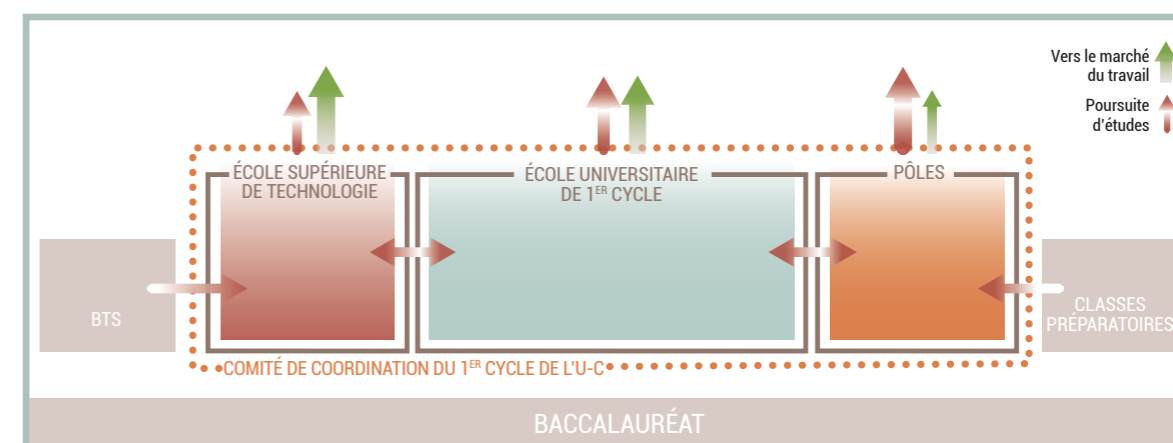 Vers le marché
du travail
Poursuite
d'études
ÉCOLE SUPÉRIEURE
DE TECHNOLOGIE
ÉCOLE UNIVERSITAIRE
DE 1ER CYCLE
PÔLES
BTS
CLASSES
PRÉPARATOIRES
COMITÉ DE COORDINATION DU 1ER CYCLE DE L'U-C
BACCALAURÉAT